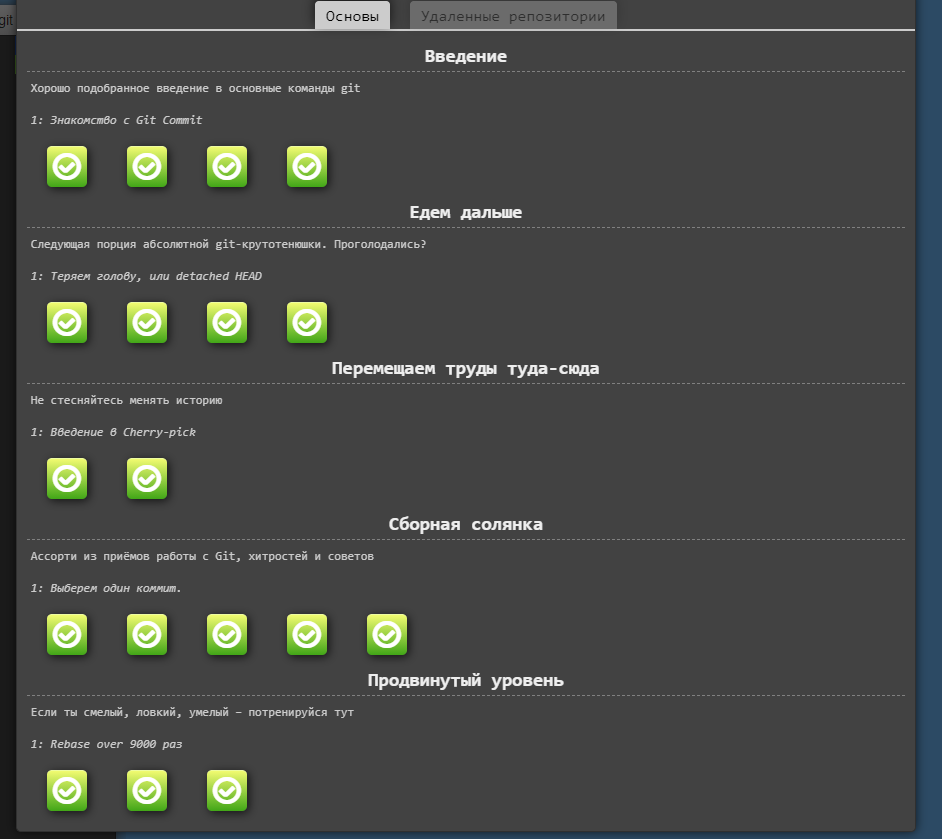 git
Основы
Удаленные репозитории
Введение
Хорошо подобранное введение в основные команды git
1: Знакомство с Git Commit
Едем дальше
Следующая порция абсолютной git-крутотенюшки. Проголодались?
1: Теряем голову, или detached HEAD
Перемещаем труды туда-сюда
Не стесняйтесь менять историю
1: Введение в Cherry-pick
Сборная солянка
Ассорти из приёмов работы с Git, хитростей и советов
1: Выберем один коммит.
Продвинутый уровень
Если ты смелый, ловкий, умелый – потренируйся тут
1: Rebase over 9000 раз